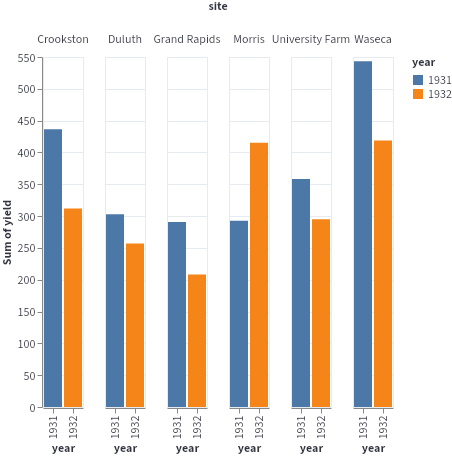 site
Crookston Duluth Grand Rapids Morris University Farm Waseca
year
1931
1932
Sum of yield
550
500
450
400
350
300
250
200
150
100
50
0
1931 1932 1931 1932 1931 1932 1931 1932 1931 1932 1931 1932
year year year year year year